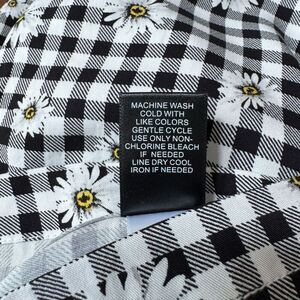 MACHINE WASH
COLD WITH
LIKE COLORS
GENTLE CYCLE
USE ONLY NON-
CHLORINE BLEACH
IF NEEDED
LINE DRY COOL
IRON IF NEEDED